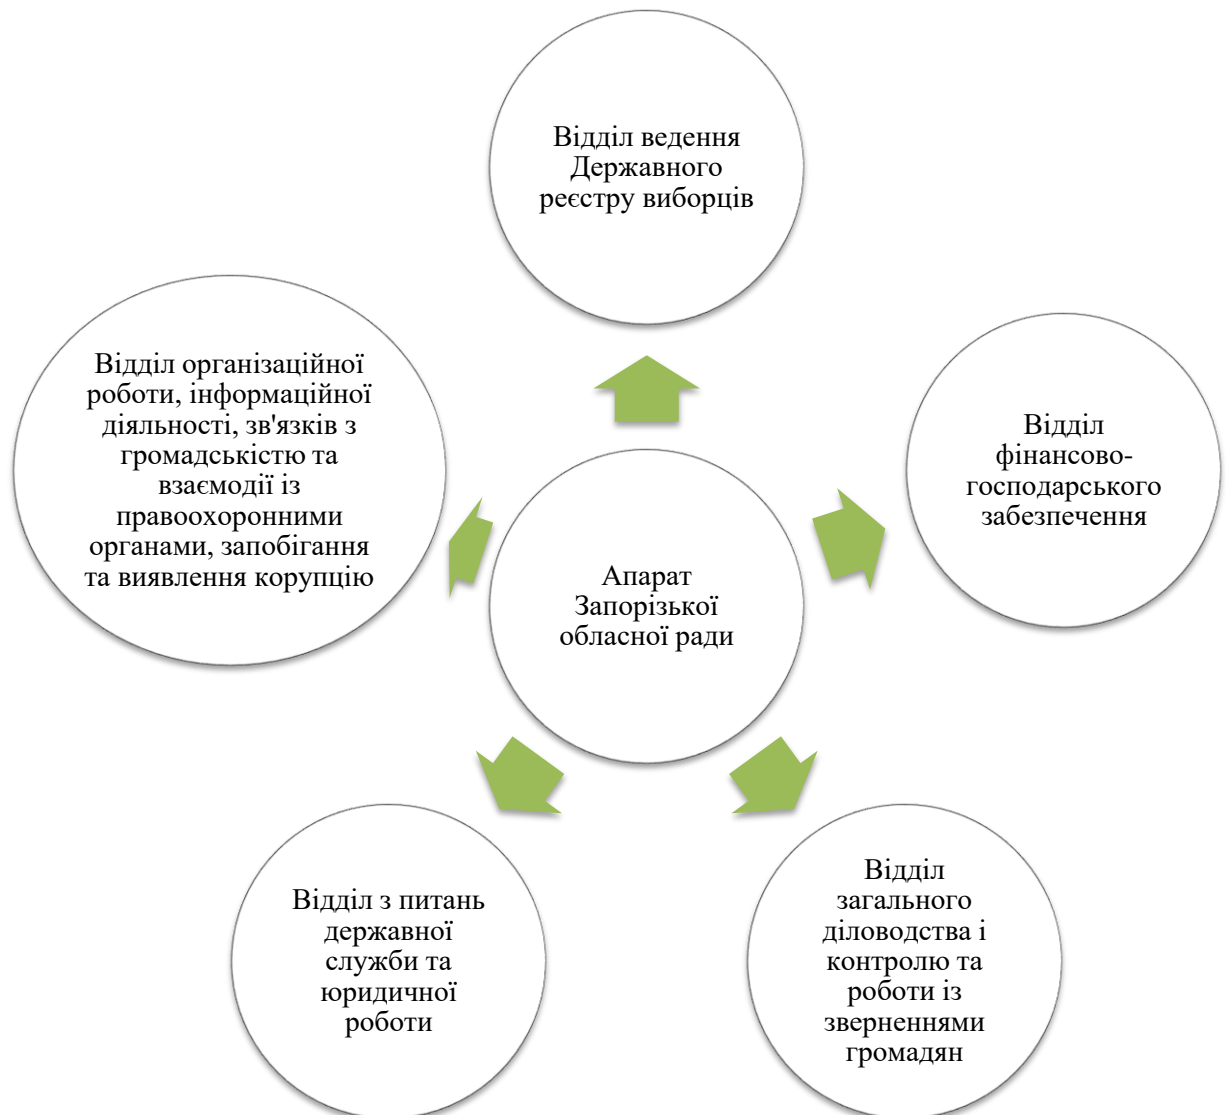 Відділ ведення
Державного
реєстру виборців
Відділ організаційної
роботи, інформаційної
діяльності, зв'язків з
громадськістю та
взаємодії із
правоохоронними
органами, запобігання
та виявлення корупцію
Відділ
фінансово-
господарського
забезпечення
Апарат
Запорізької
обласної ради
Відділ з питань
державної
служби та
юридичної
роботи
Відділ
загального
діловодства і
контролю та
роботи із
зверненнями
громадян